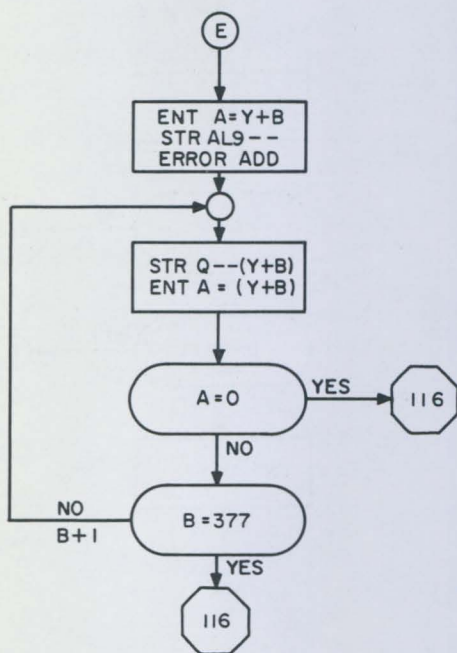 E
ENT A=Y+B
STR AL9--
ERROR ADD
STR Q--(Y+B)
ENT A = (Y+B)
A=0
YES
116
NO
B=377
NO
B+1
YES
116